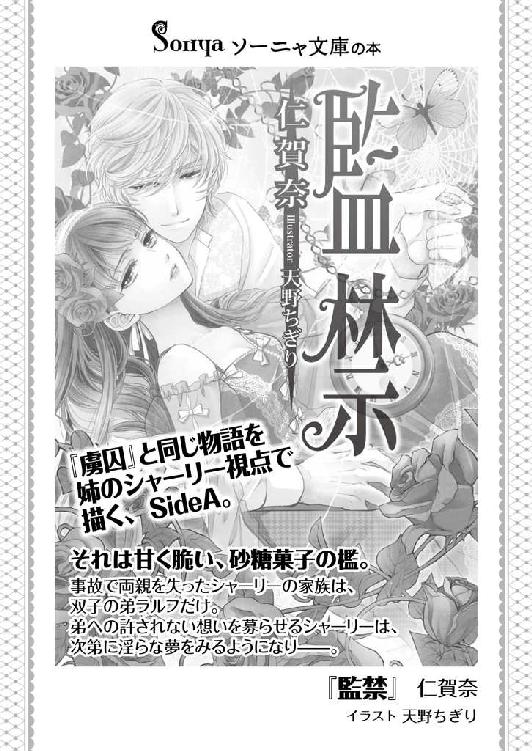 Sonya ソーニャ文庫の本
監禁
仁賀奈
Illustrator 天野ちぎり
『虜囚』と同じ物語を
姉のシャーリー視点で
描く、SideA。
それは甘く脆い、砂糖菓子の檻。
事故で両親を失ったシャーリーの家族は、
双子の弟ラルフだけ。
弟への許されない想いを募らせるシャーリーは、
次第に淫らな夢をみるようになり――。
『監禁』 仁賀奈
イラスト 天野ちぎり